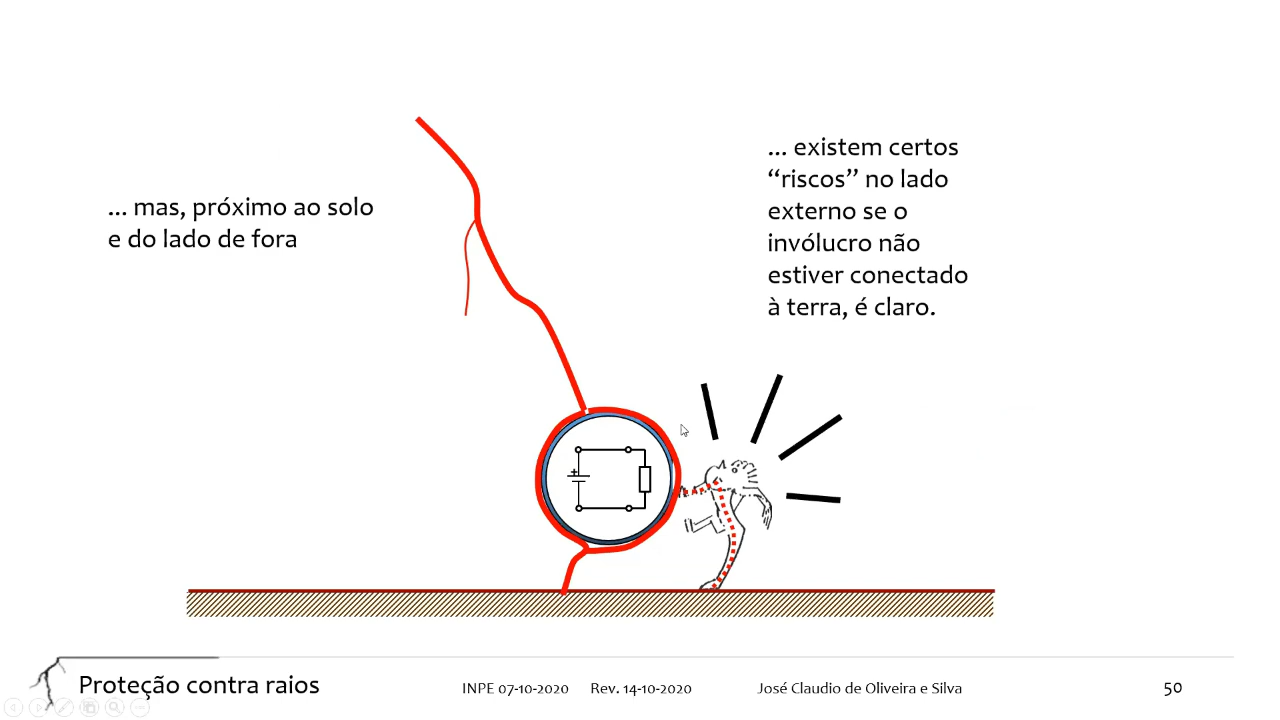 ... mas, próximo ao solo
e do lado de fora
... existem certos
“riscos” no lado
externo se o
invólucro não
estiver conectado
à terra, é claro.
+
Proteção contra raios
INPE 07-10-2020 Rev. 14-10-2020 José Claudio de Oliveira e Silva 50